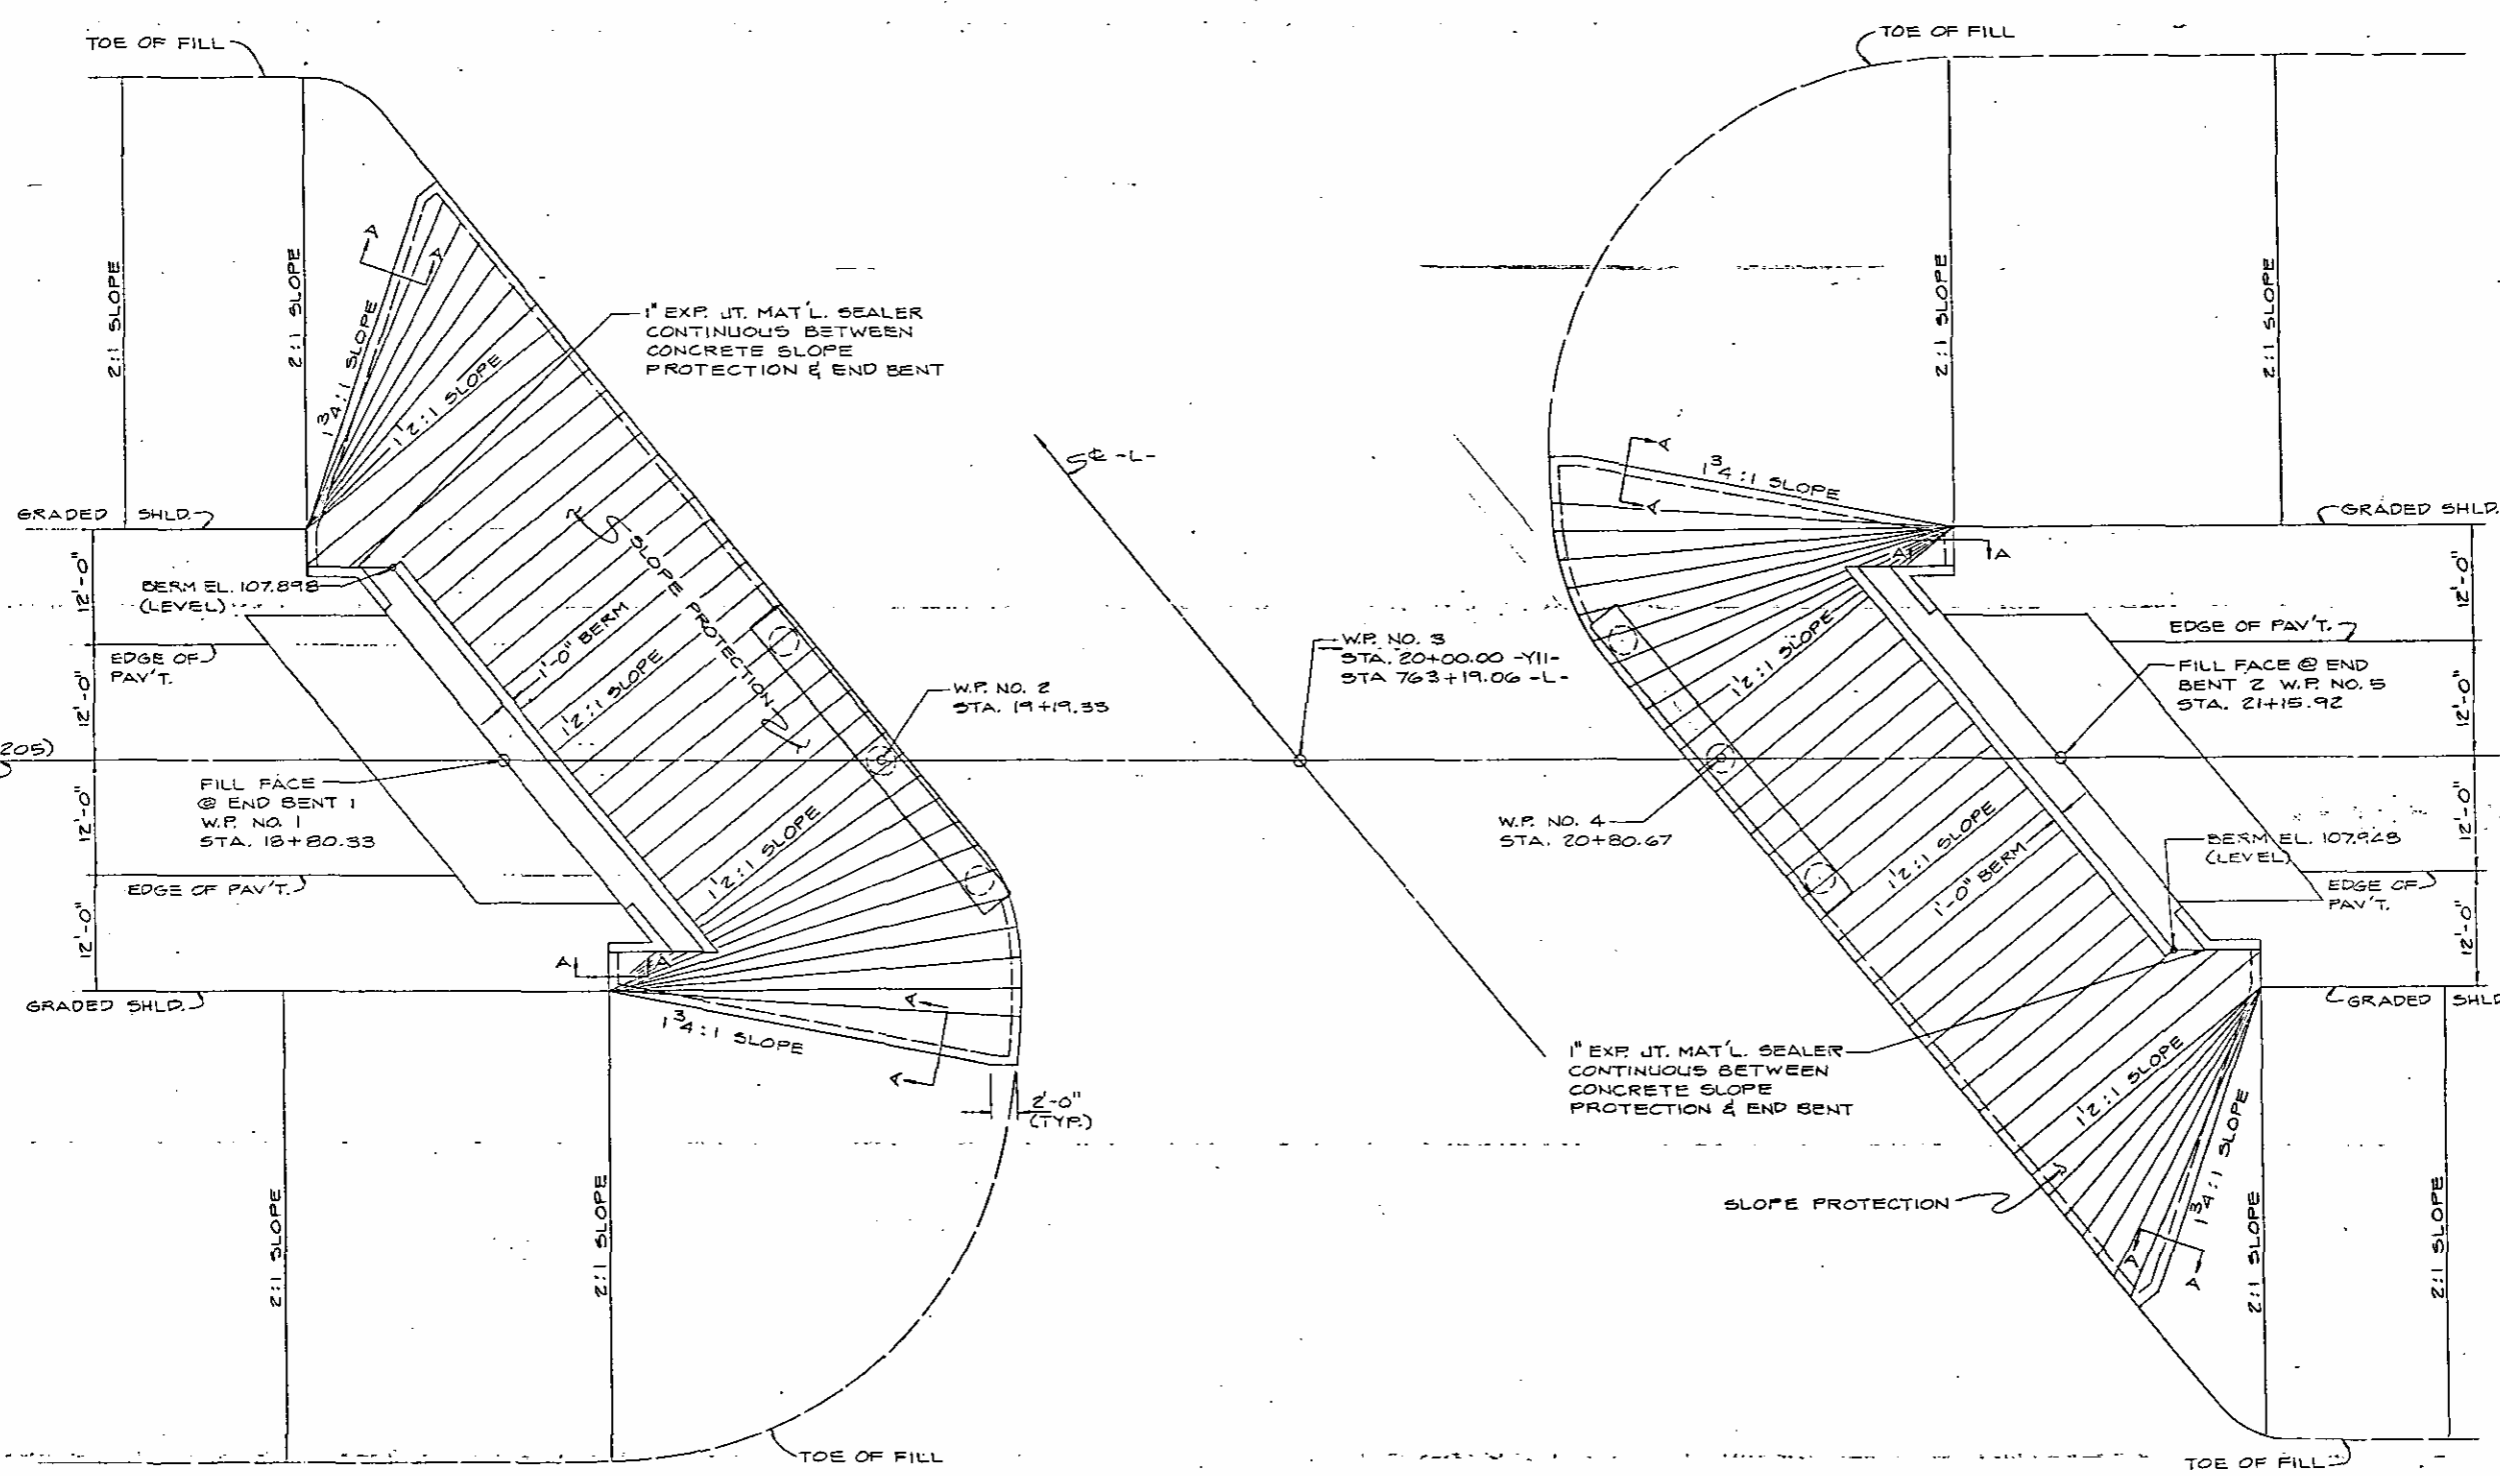 TOE OF FILL
2:1 SLOPE
2:1 SLOPE
A
A
1 3/4:1 SLOPE
1 1/2:1 SLOPE
1" EXP. JT. MAT'L. SEALER
CONTINUOUS BETWEEN
CONCRETE SLOPE
PROTECTION & END BENT
GRADED SHLD.
12'-0"
12'-0"
12'-0"
12'-0"
BERM EL. 107.898
(LEVEL)
EDGE OF
PAV'T.
SLOPE PROTECTION
1'-0" BERM
1 1/2:1 SLOPE
W.P. NO. 2
STA. 19+19.33
205)
FILL FACE
@ END BENT 1
W.P. NO. 1
STA. 18+80.33
1 1/2:1 SLOPE
EDGE OF PAV'T.
A
A
GRADED SHLD.
1 3/4:1 SLOPE
A
A
2'-0"
(TYP.)
2:1 SLOPE
2:1 SLOPE
TOE OF FILL
℄ -L-
W.P. NO. 3
STA. 20+00.00 -Y11-
STA 763+19.06 -L-
TOE OF FILL
2:1 SLOPE
2:1 SLOPE
A
A
1 3/4:1 SLOPE
GRADED SHLD.
A
A
12'-0"
12'-0"
12'-0"
12'-0"
1 1/2:1 SLOPE
EDGE OF PAV'T.
FILL FACE @ END
BENT 2 W.P. NO. 5
STA. 21+15.92
W.P. NO. 4
STA. 20+80.67
1 1/2:1 SLOPE
1'-0" BERM
BERM EL. 107.948
(LEVEL)
EDGE OF
PAV'T.
GRADED SHLD
1" EXP. JT. MAT'L. SEALER
CONTINUOUS BETWEEN
CONCRETE SLOPE
PROTECTION & END BENT
1 1/2:1 SLOPE
1 3/4:1 SLOPE
SLOPE PROTECTION
A
A
2:1 SLOPE
2:1 SLOPE
TOE OF FILL